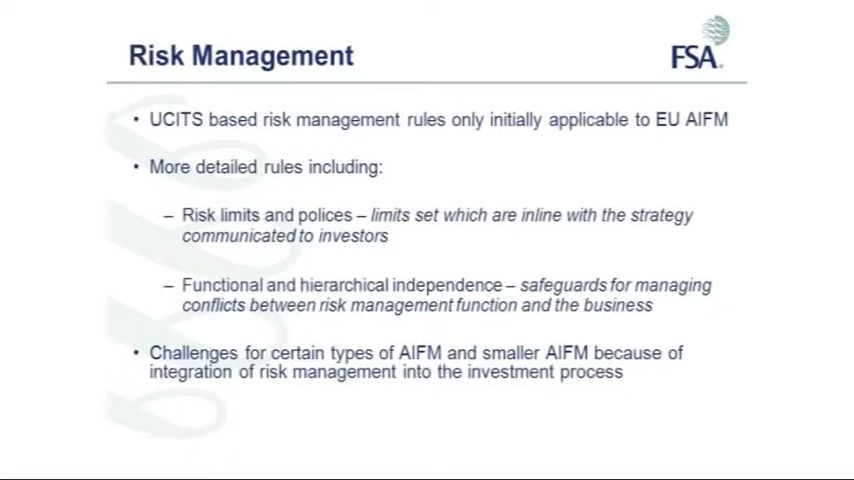 Risk Management
FSA
• UCITS based risk management rules only initially applicable to EU AIFM
• More detailed rules including:
– Risk limits and polices – limits set which are inline with the strategy
communicated to investors
– Functional and hierarchical independence – safeguards for managing
conflicts between risk management function and the business
• Challenges for certain types of AIFM and smaller AIFM because of
integration of risk management into the investment process